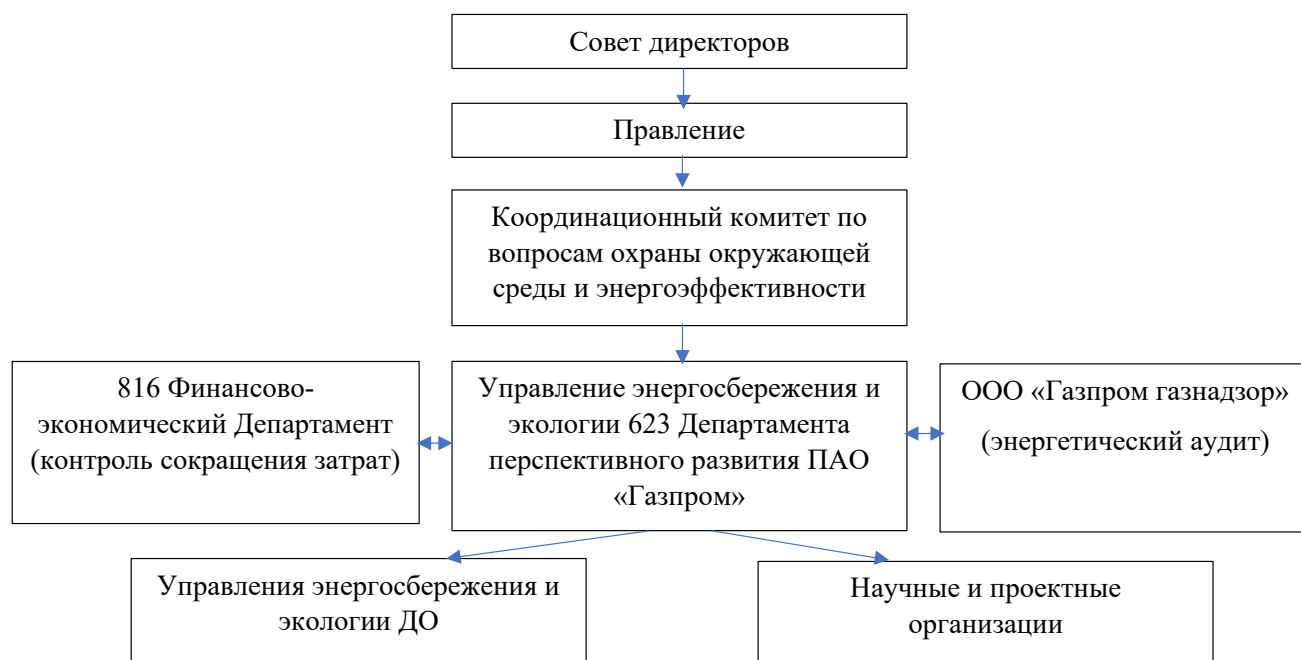 Совет директоров
Правление
Координационный комитет по
вопросам охраны окружающей
среды и энергоэффективности
816 Финансово-
экономический Департамент
(контроль сокращения затрат)
Управление энергосбережения и
экологии 623 Департамента
перспективного развития ПАО
«Газпром»
ООО «Газпром газнадзор»
(энергетический аудит)
Управления энергосбережения и
экологии ДО
Научные и проектные
организации